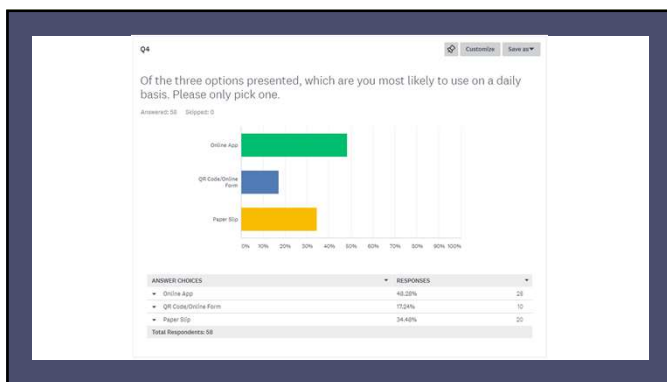 Q4
Customize
Save as▼
Of the three options presented, which are you most likely to use on a daily
basis. Please only pick one.
Answered: 58 Skipped: 0
Online App
QR Code/Online
Form
Paper Slip
0% 10% 20% 30% 40% 50% 60% 70% 80% 90% 100%
ANSWER CHOICES RESPONSES
Online App 48.28% 28
QR Code/Online Form 17.24% 10
Paper Slip 34.48% 20
Total Respondents: 58